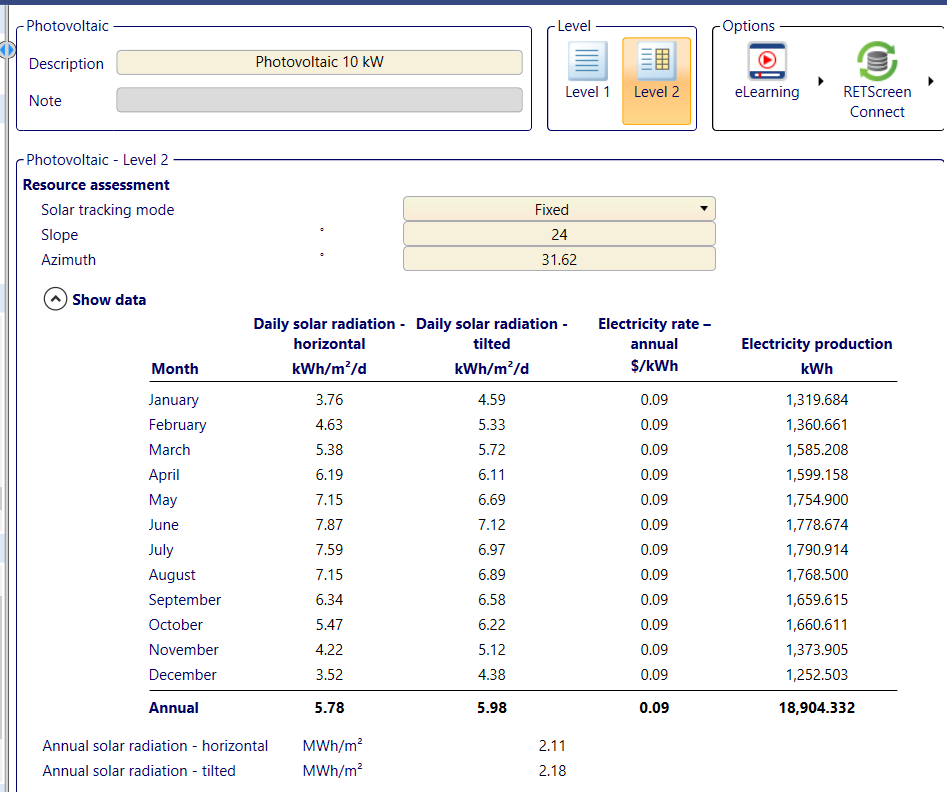 Photovoltaic
Description Photovoltaic 10 kW
Note
Level
Level 1 Level 2
Options
eLearning
RETScreen
Connect
Photovoltaic - Level 2
Resource assessment
Solar tracking mode Fixed
Slope ° 24
Azimuth ° 31.62
Show data
Daily solar radiation - Daily solar radiation - Electricity rate –
horizontal tilted annual Electricity production
Month kWh/m²/d kWh/m²/d $/kWh kWh
January 3.76 4.59 0.09 1,319.684
February 4.63 5.33 0.09 1,360.661
March 5.38 5.72 0.09 1,585.208
April 6.19 6.11 0.09 1,599.158
May 7.15 6.69 0.09 1,754.900
June 7.87 7.12 0.09 1,778.674
July 7.59 6.97 0.09 1,790.914
August 7.15 6.89 0.09 1,768.500
September 6.34 6.58 0.09 1,659.615
October 5.47 6.22 0.09 1,660.611
November 4.22 5.12 0.09 1,373.905
December 3.52 4.38 0.09 1,252.503
Annual 5.78 5.98 0.09 18,904.332
Annual solar radiation - horizontal MWh/m² 2.11
Annual solar radiation - tilted MWh/m² 2.18